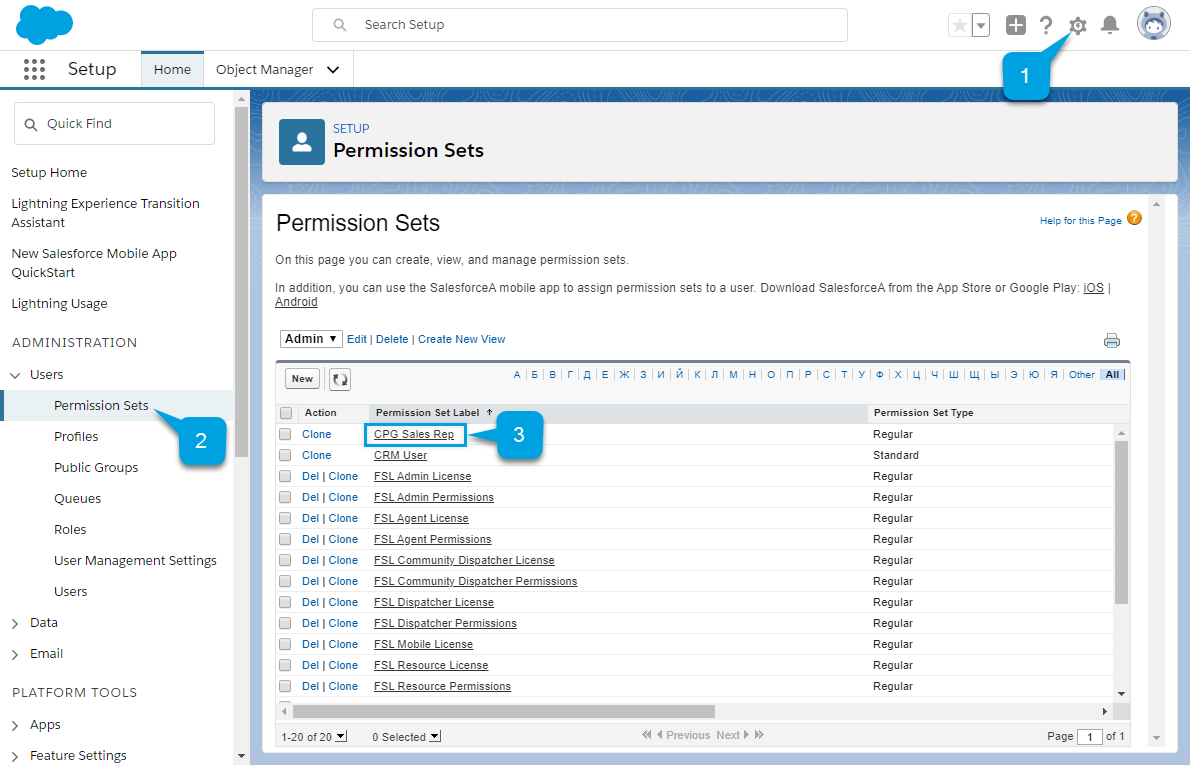 Search Setup
1
Setup
Home
Object Manager
Quick Find
Setup Home
Lightning Experience Transition
Assistant
New Salesforce Mobile App
QuickStart
Lightning Usage
ADMINISTRATION
Users
Permission Sets
2
Profiles
Public Groups
Queues
Roles
User Management Settings
Users
Data
Email
PLATFORM TOOLS
Apps
Feature Settings
SETUP
Permission Sets
Permission Sets
Help for this Page ?
On this page you can create, view, and manage permission sets.
In addition, you can use the SalesforceA mobile app to assign permission sets to a user. Download SalesforceA from the App Store or Google Play: iOS |
Android
Admin Edit | Delete | Create New View
New А | Б | В | Г | Д | Е | Ж | З | И | Й | К | Л | М | Н | О | П | Р | С | Т | У | Ф | Х | Ц | Ч | Ш | Щ | Ы | Э | Ю | Я | Other | All
Action Permission Set Label Permission Set Type
Clone CPG Sales Rep Regular
3
Clone CRM User Standard
Del | Clone FSL Admin License Regular
Del | Clone FSL Admin Permissions Regular
Del | Clone FSL Agent License Regular
Del | Clone FSL Agent Permissions Regular
Del | Clone FSL Community Dispatcher License Regular
Del | Clone FSL Community Dispatcher Permissions Regular
Del | Clone FSL Dispatcher License Regular
Del | Clone FSL Dispatcher Permissions Regular
Del | Clone FSL Mobile License Regular
Del | Clone FSL Resource License Regular
Del | Clone FSL Resource Permissions Regular
1-20 of 20 0 Selected Previous Next Page 1 of 1